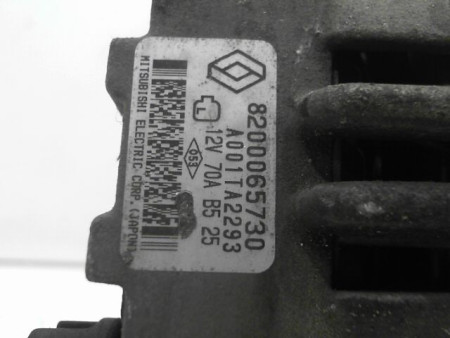 8200065730
A001TA2293
12V 70A B5 25
053
MITSUBISHI ELECTRIC CORP. (JAPON)